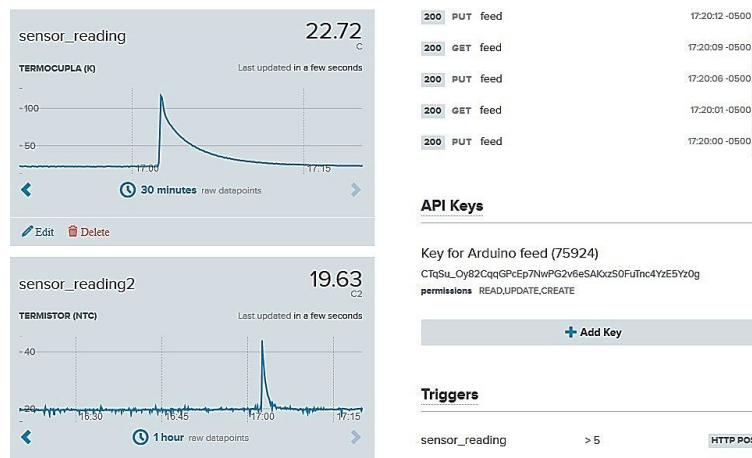 sensor_reading
22.72
C
TERMOCUPLA (K)
Last updated in a few seconds
100
50
17:00
17:15
30 minutes raw datapoints
Edit Delete
sensor_reading2
19.63
C2
TERMISTOR (NTC)
Last updated in a few seconds
40
20
16:30
16:45
17:00
17:15
1 hour raw datapoints
200 PUT feed 17:20:12 -0500
200 GET feed 17:20:09 -0500
200 PUT feed 17:20:06 -0500
200 GET feed 17:20:01 -0500
200 PUT feed 17:20:00 -0500
API Keys
Key for Arduino feed (75924)
CTqSu_Oy82CqqGPcEp7NwPG2v6eSAKxzS0FuTnc4YzE5Yz0g
permissions READ,UPDATE,CREATE
Add Key
Triggers
sensor_reading > 5 HTTP POS